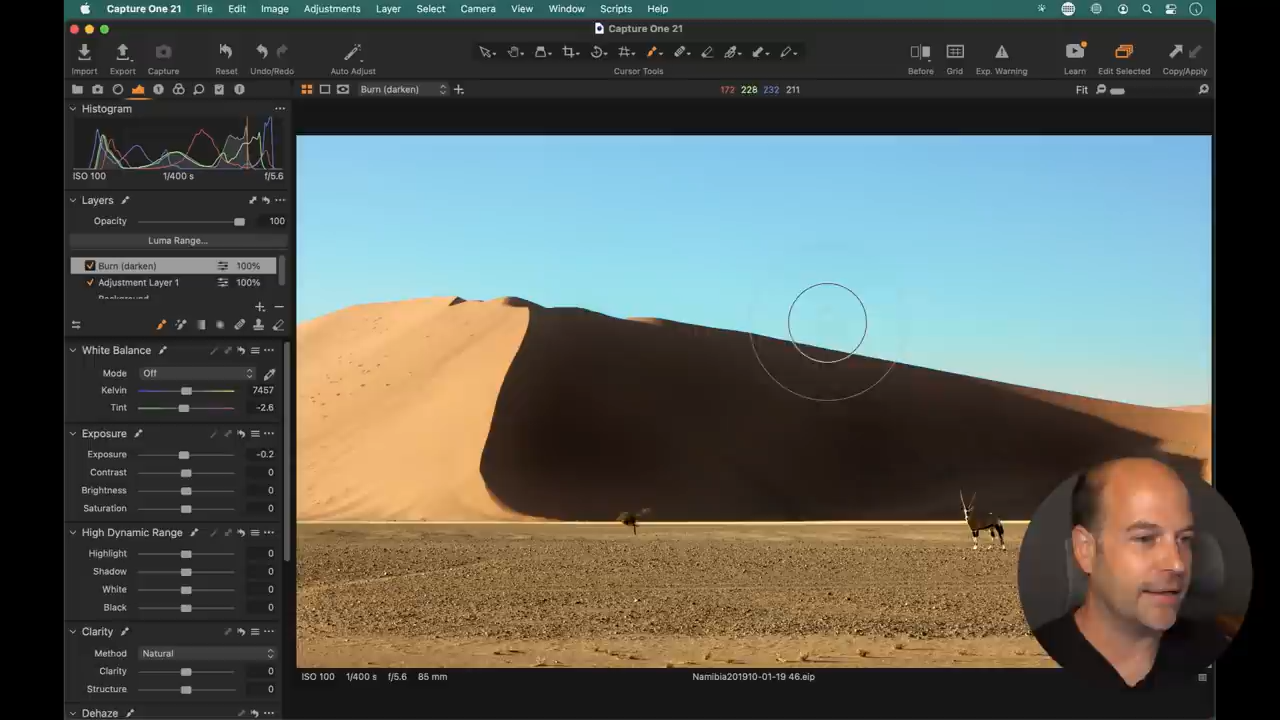 Capture One 21 File Edit Image Adjustments Layer Select Camera View Window Scripts Help
Capture One 21
Import Export Capture Reset Undo/Redo Auto Adjust Cursor Tools Before Grid Exp. Warning Learn Edit Selected Copy/Apply
Burn (darken) 172 228 232 211 Fit
Histogram
ISO 100 1/400 s f/5.6
Layers
Opacity 100
Luma Range...
Burn (darken) 100%
Adjustment Layer 1 100%
Background
White Balance
Mode Off
Kelvin 7457
Tint -2.6
Exposure
Exposure -0.2
Contrast 0
Brightness 0
Saturation 0
High Dynamic Range
Highlight 0
Shadow 0
White 0
Black 0
Clarity
Method Natural
Clarity 0
Structure 0
Dehaze
ISO 100 1/400 s f/5.6 85 mm Namibia201910-01-19 46.eip